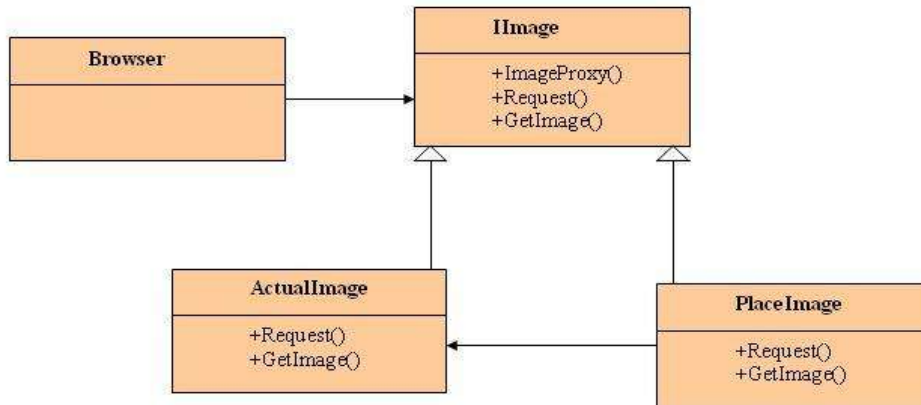 IImage
+ImageProxy()
+Request()
+GetImage()
Browser
ActualImage
+Request()
+GetImage()
PlaceImage
+Request()
+GetImage()